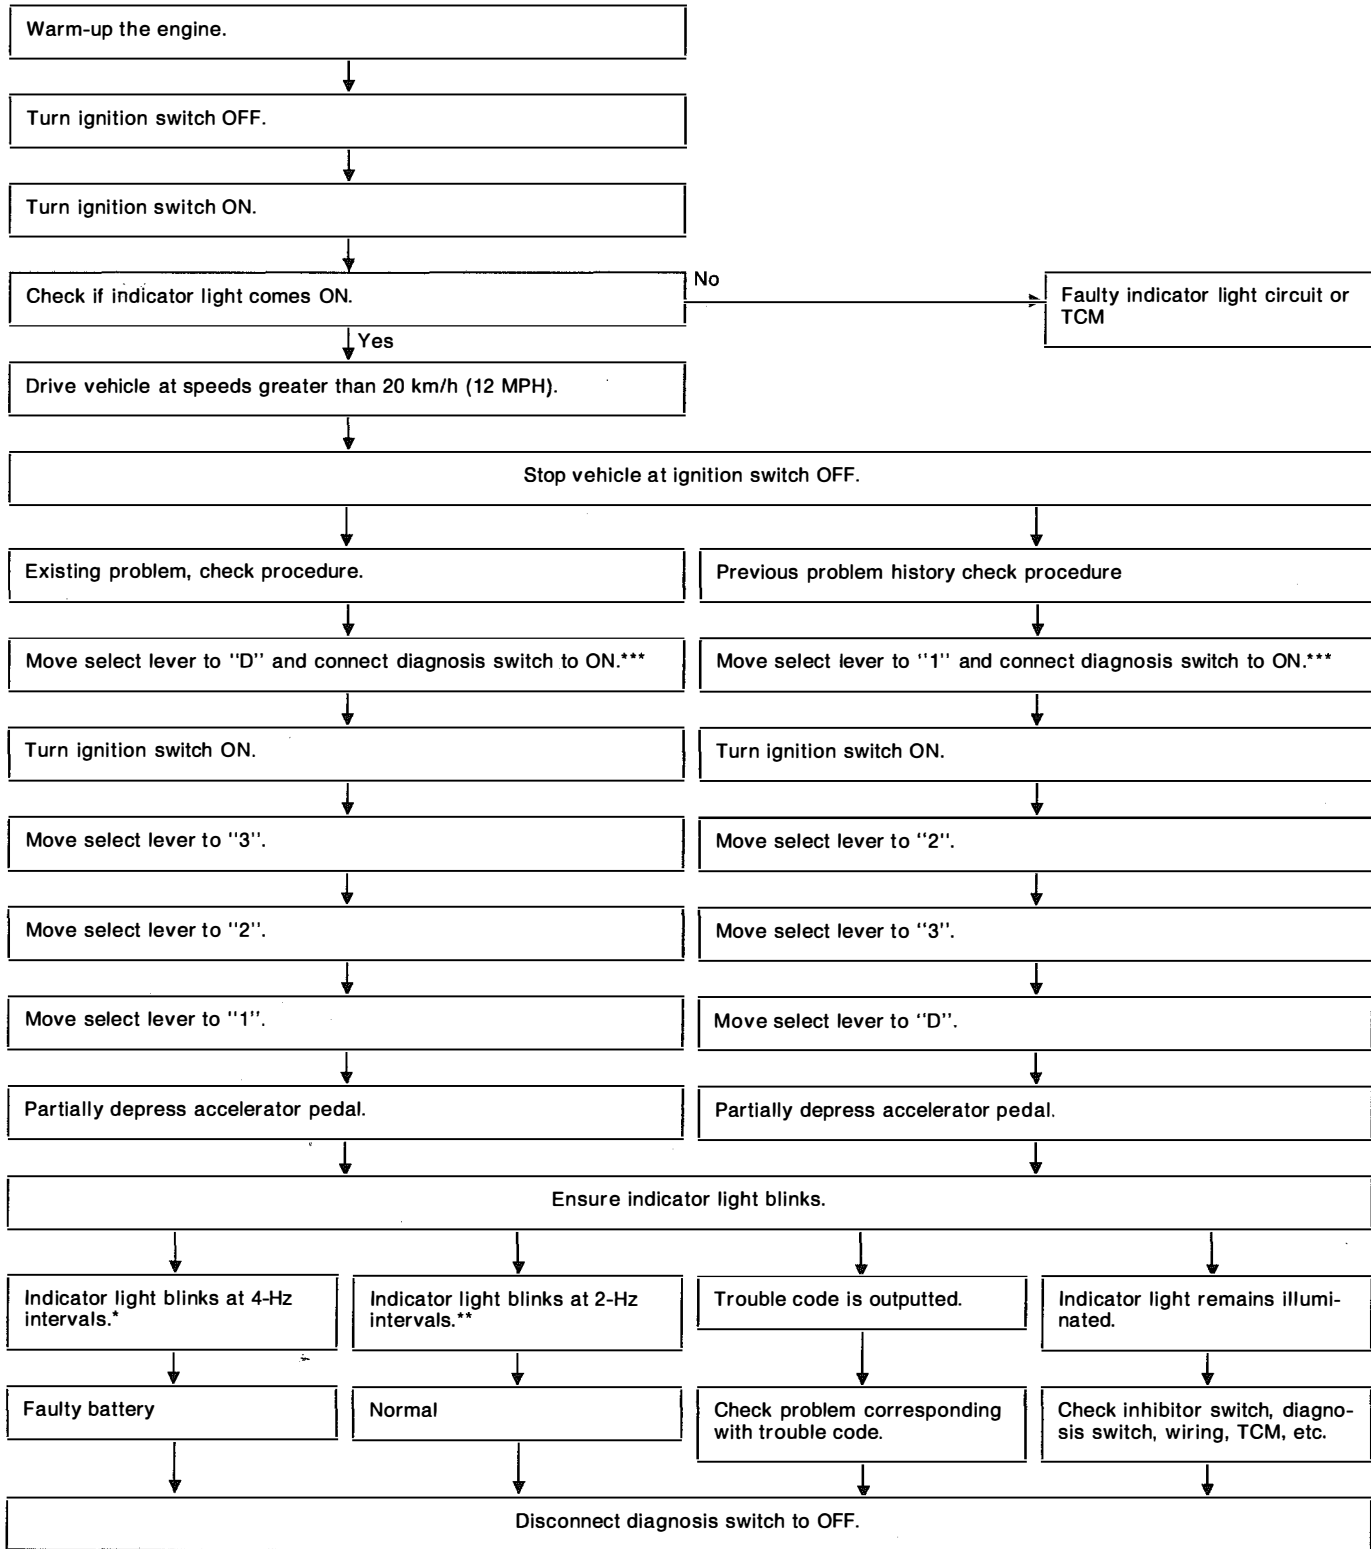 Warm-up the engine.
Turn ignition switch OFF.
Turn ignition switch ON.
Check if indicator light comes ON.
No
Faulty indicator light circuit or
TCM
Yes
Drive vehicle at speeds greater than 20 km/h (12 MPH).
Stop vehicle at ignition switch OFF.
Existing problem, check procedure.
Previous problem history check procedure
Move select lever to "D" and connect diagnosis switch to ON.***
Move select lever to "1" and connect diagnosis switch to ON.***
Turn ignition switch ON.
Turn ignition switch ON.
Move select lever to "3".
Move select lever to "2".
Move select lever to "2".
Move select lever to "3".
Move select lever to "1".
Move select lever to "D".
Partially depress accelerator pedal.
Partially depress accelerator pedal.
Ensure indicator light blinks.
Indicator light blinks at 4-Hz
intervals.*
Indicator light blinks at 2-Hz
intervals.**
Trouble code is outputted.
Indicator light remains illumi-
nated.
Faulty battery
Normal
Check problem corresponding
with trouble code.
Check inhibitor switch, diagno-
sis switch, wiring, TCM, etc.
Disconnect diagnosis switch to OFF.